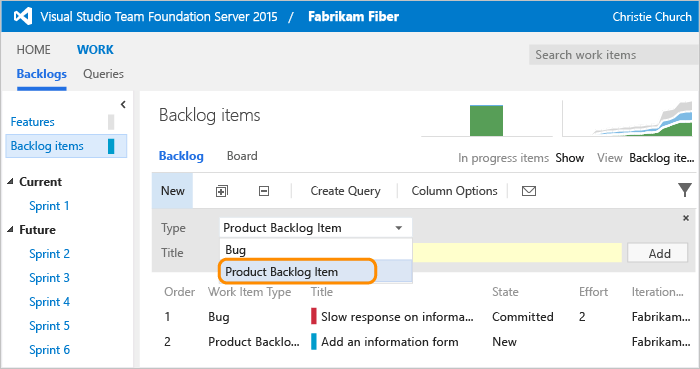 Visual Studio Team Foundation Server 2015 / Fabrikam Fiber Christie Church
HOME WORK
Backlogs Queries
Search work items
Features
Backlog items
Current
Sprint 1
Future
Sprint 2
Sprint 3
Sprint 4
Sprint 5
Sprint 6
Backlog items
Backlog Board
In progress items Show View Backlog ite...
New Create Query Column Options
Type Product Backlog Item
Bug
Product Backlog Item
Title Add
Order Work Item Type Title State Effort Iteration...
1 Bug Slow response on informa... Committed 2 Fabrikam...
2 Product Backlo... Add an information form New Fabrikam...